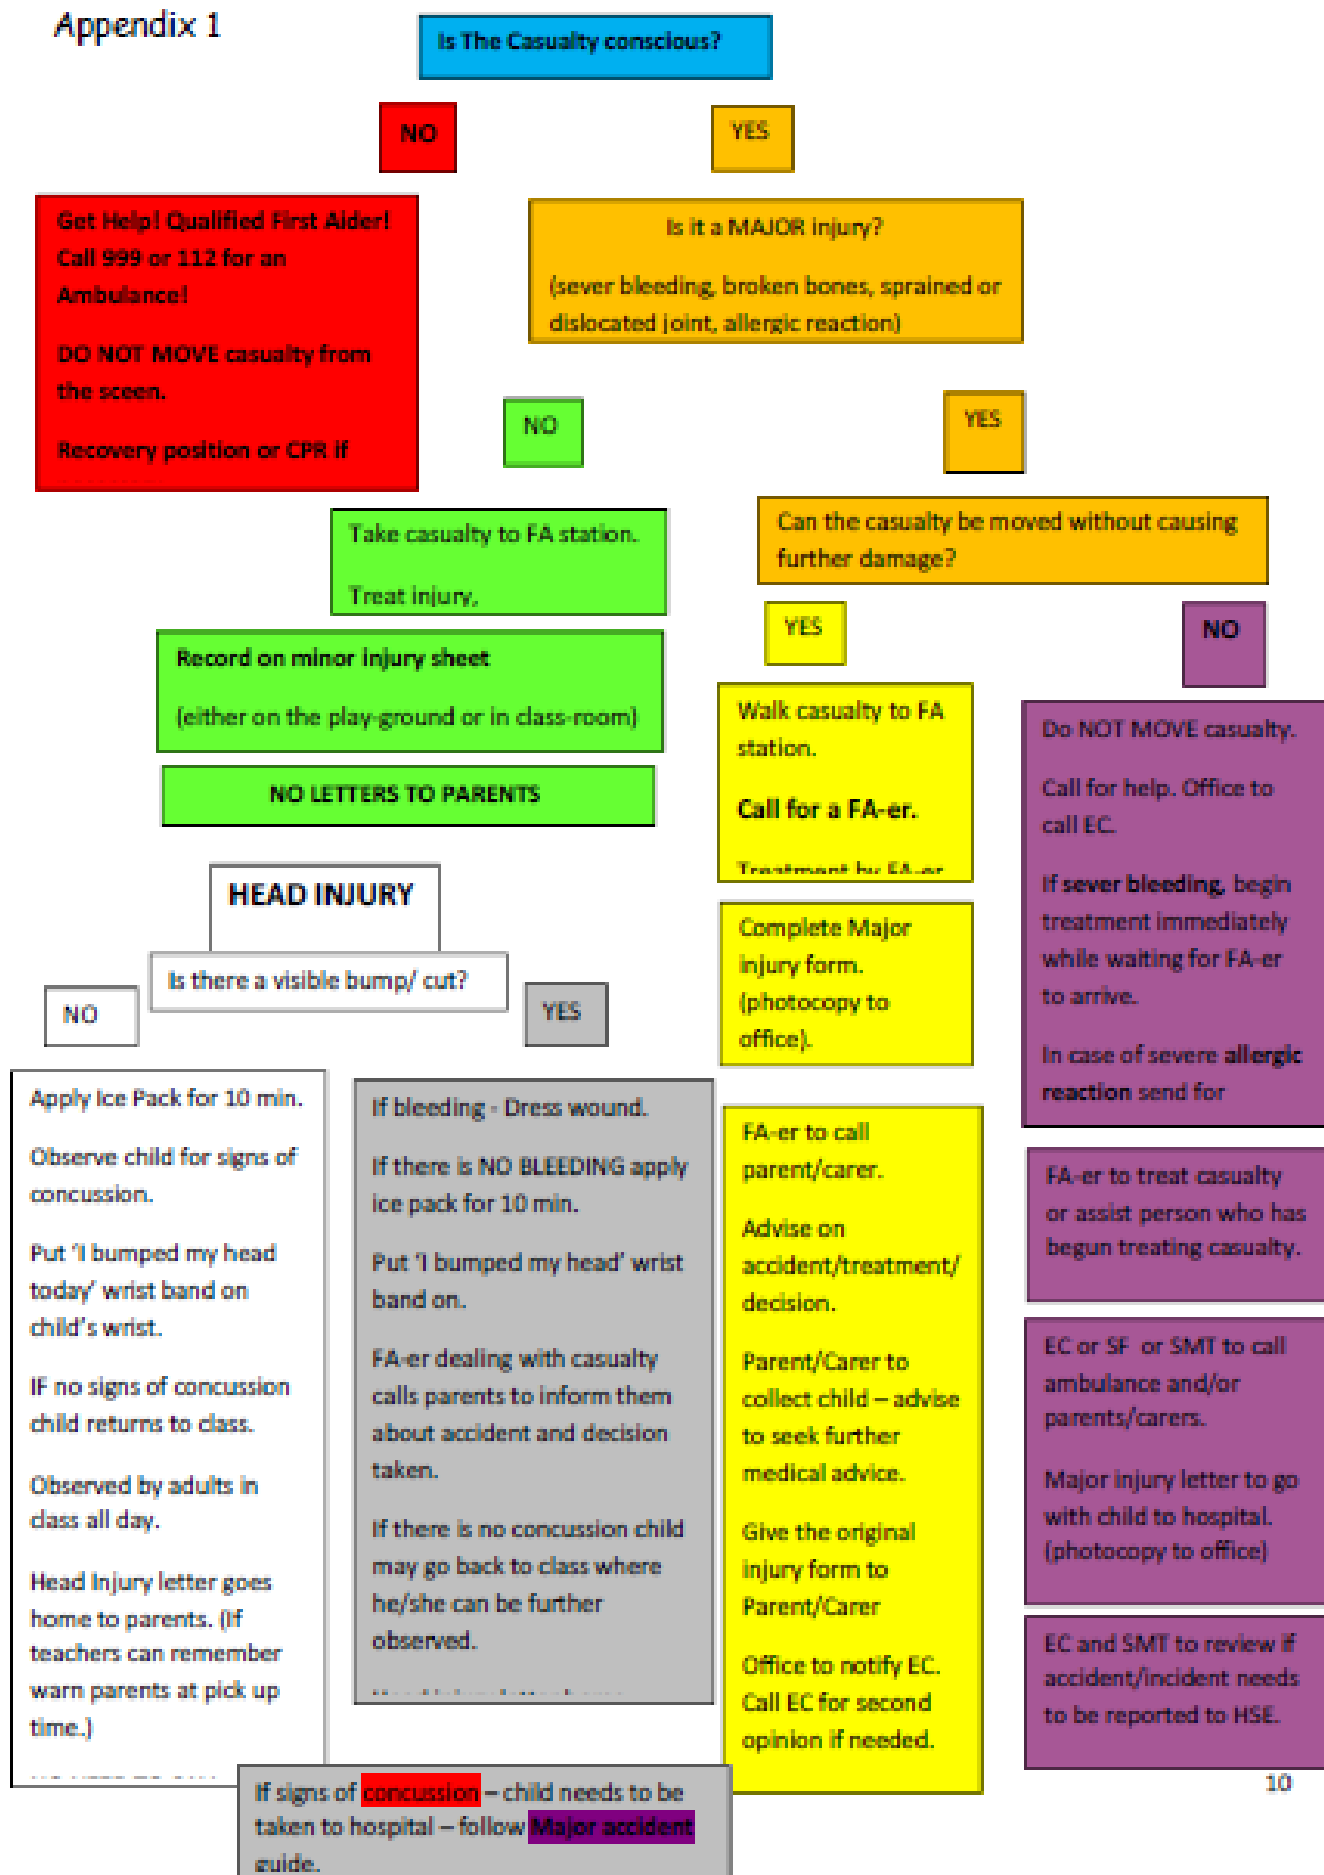 Appendix 1
Is The Casualty conscious?
NO
YES
Get Help! Qualified First Aider!
Call 999 or 112 for an
Ambulance!
DO NOT MOVE casualty from
the sceen.
Recovery position or CPR if
Is it a MAJOR injury?
(sever bleeding, broken bones, sprained or
dislocated joint, allergic reaction)
NO
YES
Take casualty to FA station.
Treat injury,
Record on minor injury sheet
(either on the play-ground or in class-room)
NO LETTERS TO PARENTS
Can the casualty be moved without causing
further damage?
YES
NO
Walk casualty to FA
station.
Call for a FA-er.
Treatment by FA-er
Complete Major
injury form.
(photocopy to
office).
FA-er to call
parent/carer.
Advise on
accident/treatment/
decision.
Parent/Carer to
collect child – advise
to seek further
medical advice.
Give the original
injury form to
Parent/Carer
Office to notify EC.
Call EC for second
opinion if needed.
Do NOT MOVE casualty.
Call for help. Office to
call EC.
If sever bleeding, begin
treatment immediately
while waiting for FA-er
to arrive.
In case of severe allergic
reaction send for
FA-er to treat casualty
or assist person who has
begun treating casualty.
EC or SF or SMT to call
ambulance and/or
parents/carers.
Major injury letter to go
with child to hospital.
(photocopy to office)
EC and SMT to review if
accident/incident needs
to be reported to HSE.
HEAD INJURY
Is there a visible bump/ cut?
NO
YES
Apply Ice Pack for 10 min.
Observe child for signs of
concussion.
Put ‘I bumped my head
today’ wrist band on
child’s wrist.
IF no signs of concussion
child returns to class.
Observed by adults in
class all day.
Head Injury letter goes
home to parents. (If
teachers can remember
warn parents at pick up
time.)
If bleeding - Dress wound.
If there is NO BLEEDING apply
ice pack for 10 min.
Put ‘I bumped my head’ wrist
band on.
FA-er dealing with casualty
calls parents to inform them
about accident and decision
taken.
If there is no concussion child
may go back to class where
he/she can be further
observed.
If signs of concussion – child needs to be
taken to hospital – follow Major accident
guide.
10